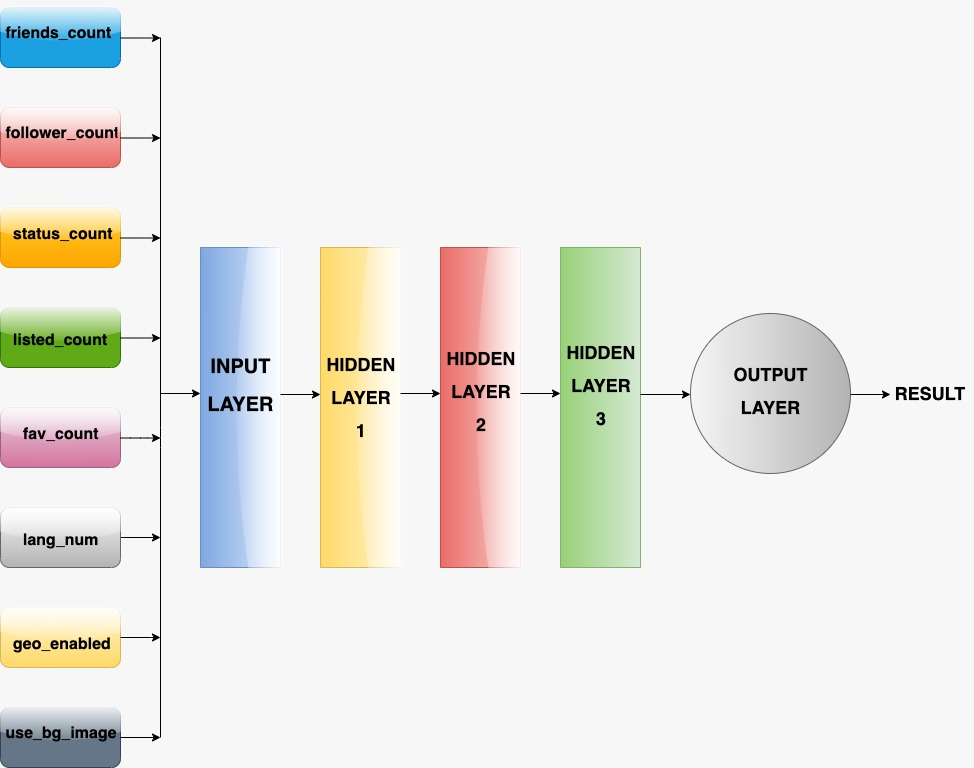 friends_count
follower_count
status_count
listed_count
fav_count
lang_num
geo_enabled
use_bg_image
INPUT
LAYER
HIDDEN
LAYER
1
HIDDEN
LAYER
2
HIDDEN
LAYER
3
OUTPUT
LAYER
RESULT